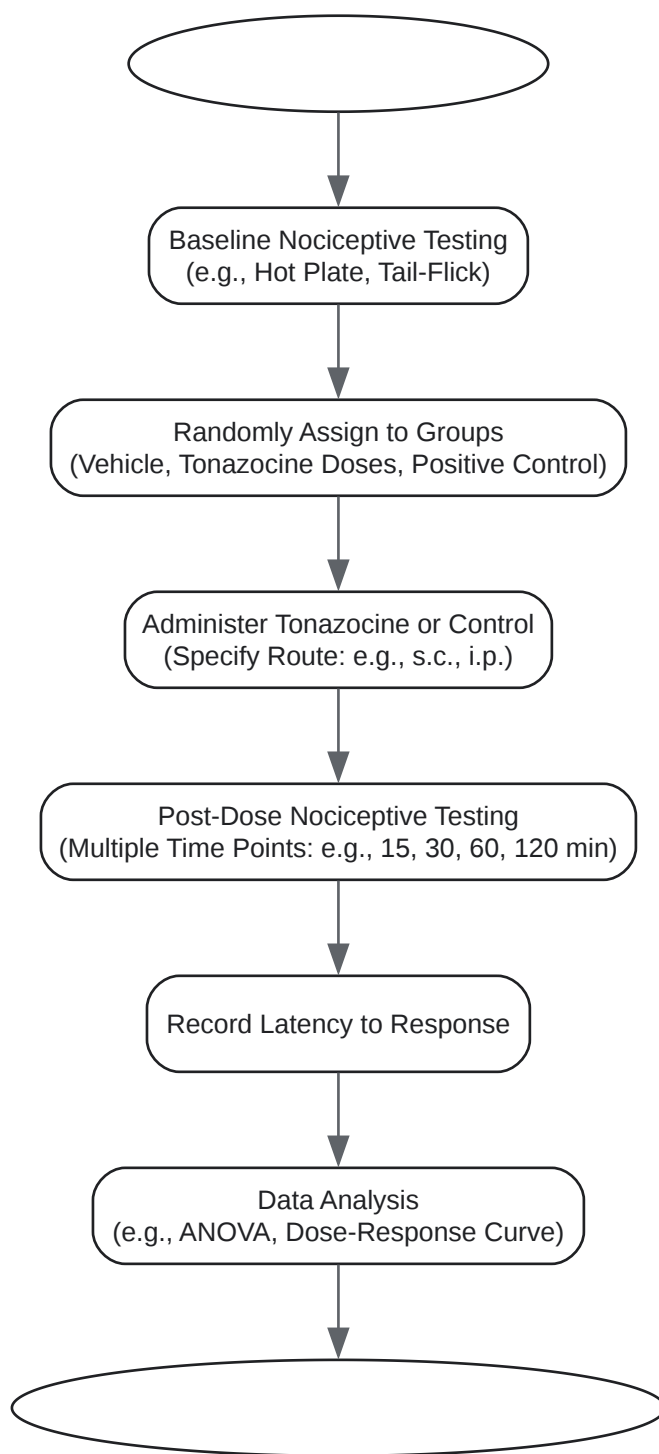 Baseline Nociceptive Testing
(e.g., Hot Plate, Tail-Flick)
Randomly Assign to Groups
(Vehicle, Tonazocine Doses, Positive Control)
Administer Tonazocine or Control
(Specify Route: e.g., s.c., i.p.)
Post-Dose Nociceptive Testing
(Multiple Time Points: e.g., 15, 30, 60, 120 min)
Record Latency to Response
Data Analysis
(e.g., ANOVA, Dose-Response Curve)